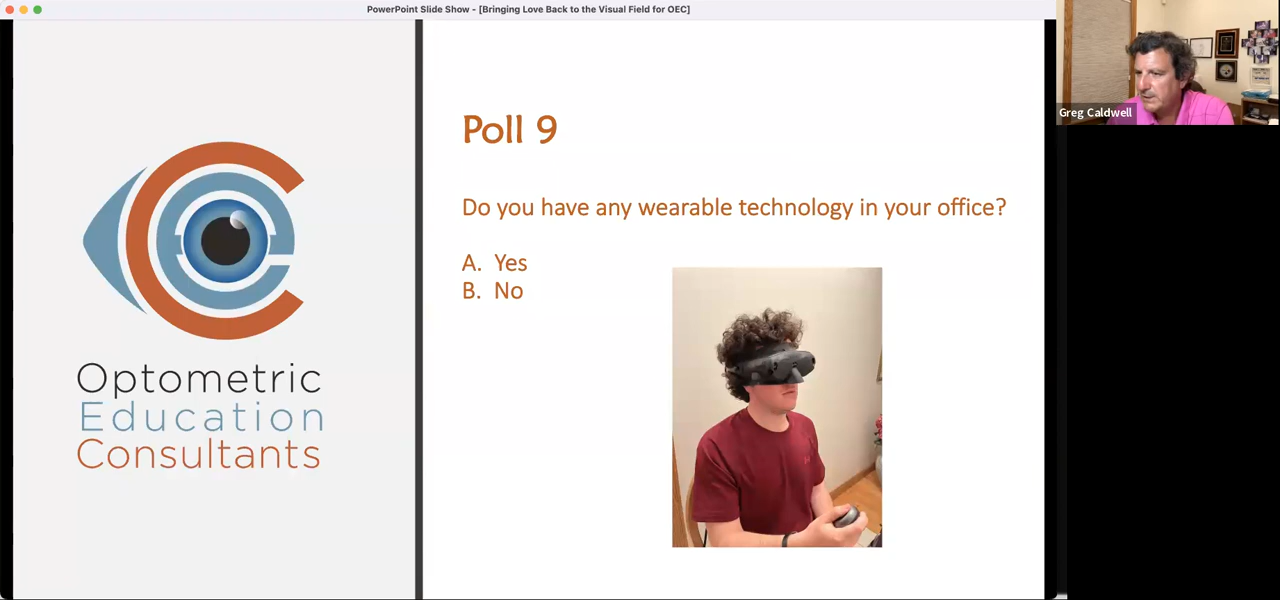 PowerPoint Slide Show - [Bringing Love Back to the Visual Field for OEC]
Optometric
Education
Consultants
Poll 9
Do you have any wearable technology in your office?
A. Yes
B. No
Greg Caldwell